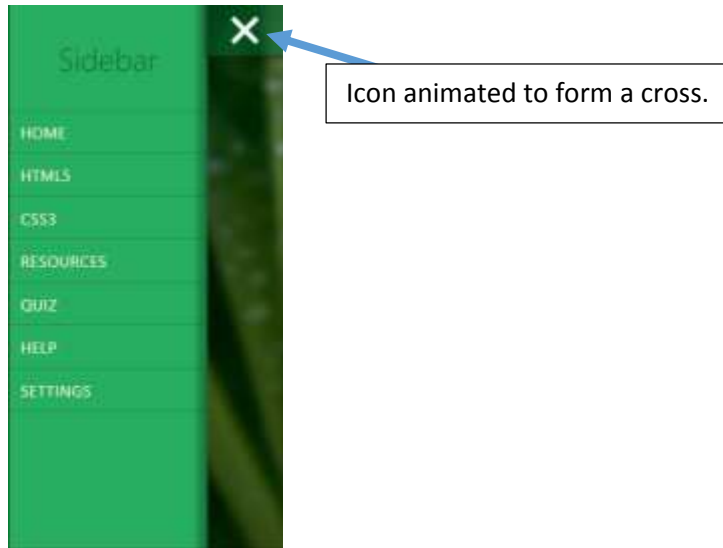 Sidebar
Icon animated to form a cross.
HOME
HTML5
CSS3
RESOURCES
QUIZ
HELP
SETTINGS